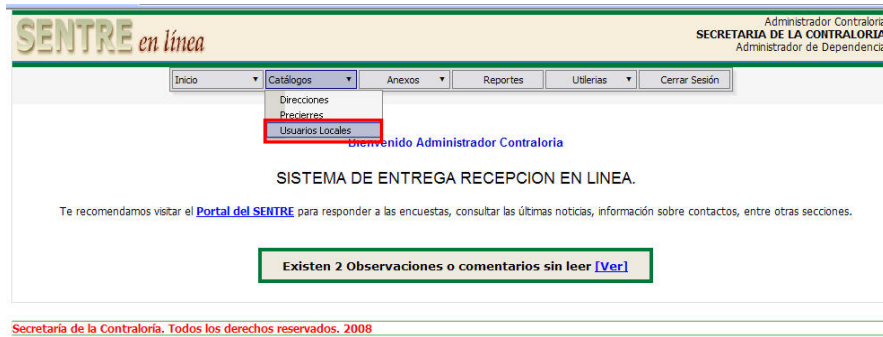 SENTRE en línea
Administrador Contraloria
SECRETARIA DE LA CONTRALORIA
Administrador de Dependencia
Inicio Catálogos Anexos Reportes Utilerias Cerrar Sesión
Direcciones
Precierres
Usuarios Locales
Bienvenido Administrador Contraloria
SISTEMA DE ENTREGA RECEPCION EN LINEA.
Te recomendamos visitar el Portal del SENTRE para responder a las encuestas, consultar las últimas noticias, información sobre contactos, entre otras secciones.
Existen 2 Observaciones o comentarios sin leer [Ver]
Secretaría de la Contraloría. Todos los derechos reservados. 2008